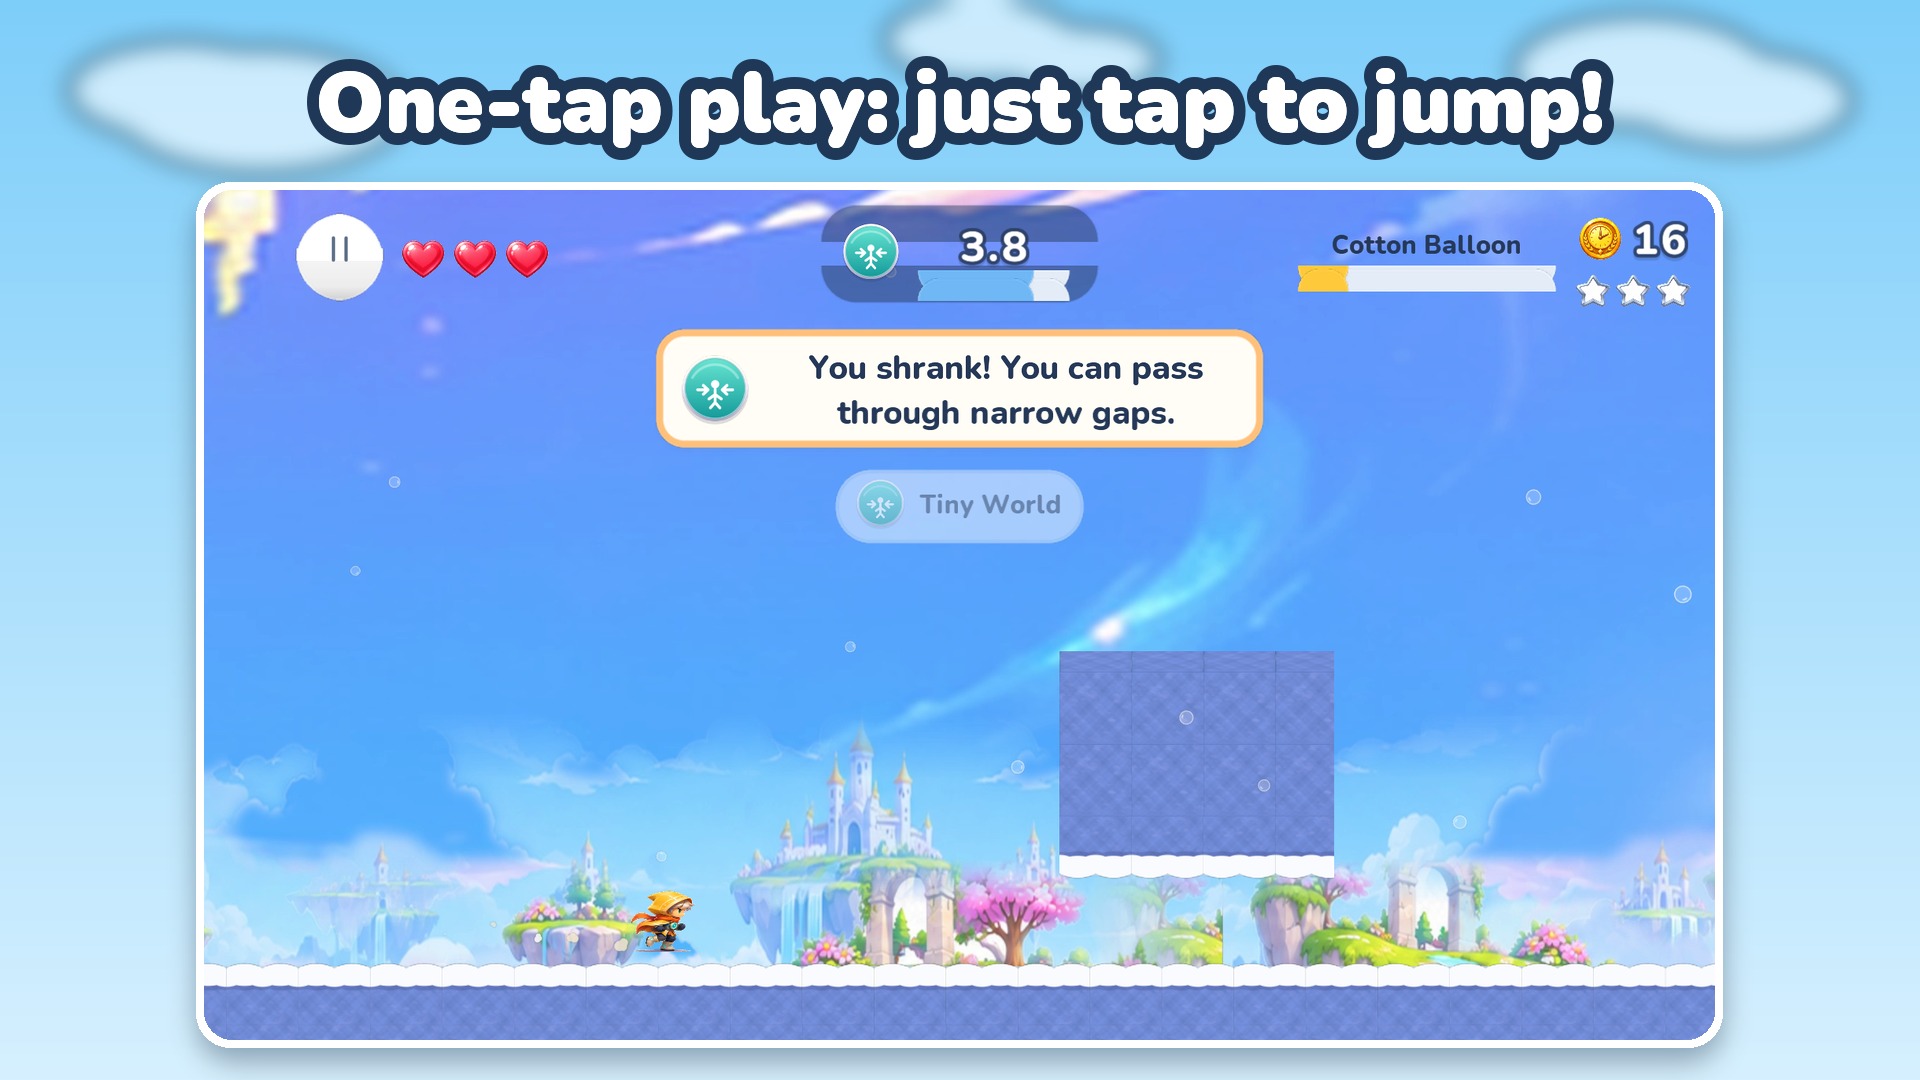 One-tap play: just tap to jump!
3.8
Cotton Balloon
16
You shrank! You can pass
through narrow gaps.
Tiny World